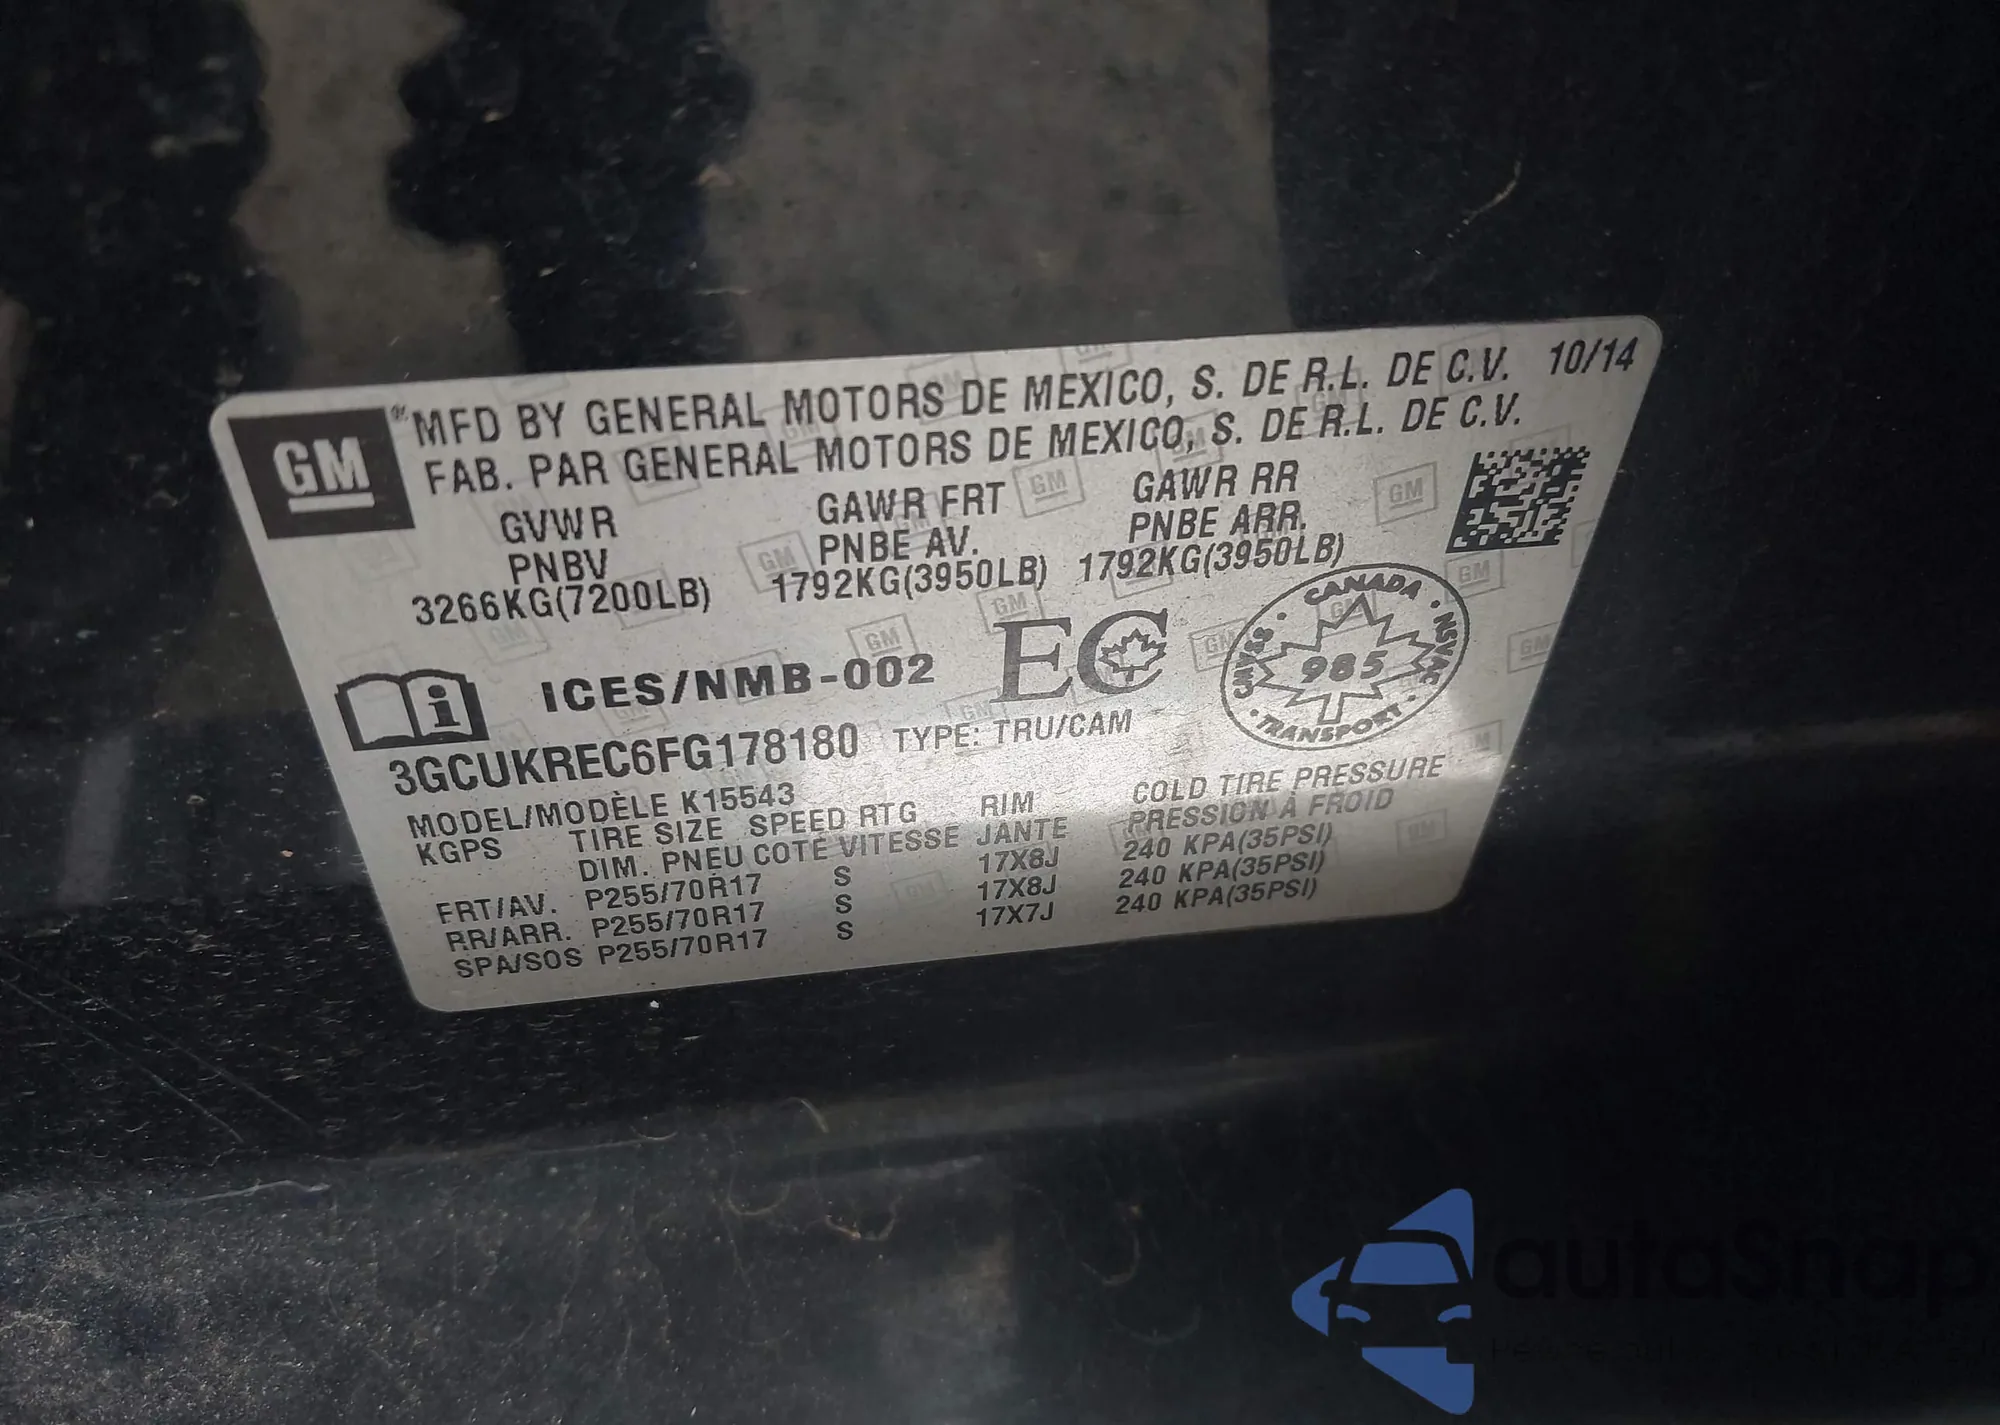 GM
MFD BY GENERAL MOTORS DE MEXICO, S. DE R.L. DE C.V. 10/14
FAB. PAR GENERAL MOTORS DE MEXICO, S. DE R.L. DE C.V.
GVWR GAWR FRT GAWR RR
PNBV PNBE AV. PNBE ARR.
3266KG(7200LB) 1792KG(3950LB) 1792KG(3950LB)
ICES/NMB-002 EC
CANADA · NSVAC · TRANSPORT · CMVSS ·
985
3GCUKREC6FG178180 TYPE: TRU/CAM
MODEL/MODÈLE K15543
KGPS TIRE SIZE SPEED RTG RIM COLD TIRE PRESSURE
DIM. PNEU COTE VITESSE JANTE PRESSION À FROID
FRT/AV. P255/70R17 S 17X8J 240 KPA(35PSI)
RR/ARR. P255/70R17 S 17X8J 240 KPA(35PSI)
SPA/SOS P255/70R17 S 17X7J 240 KPA(35PSI)
autoSnap